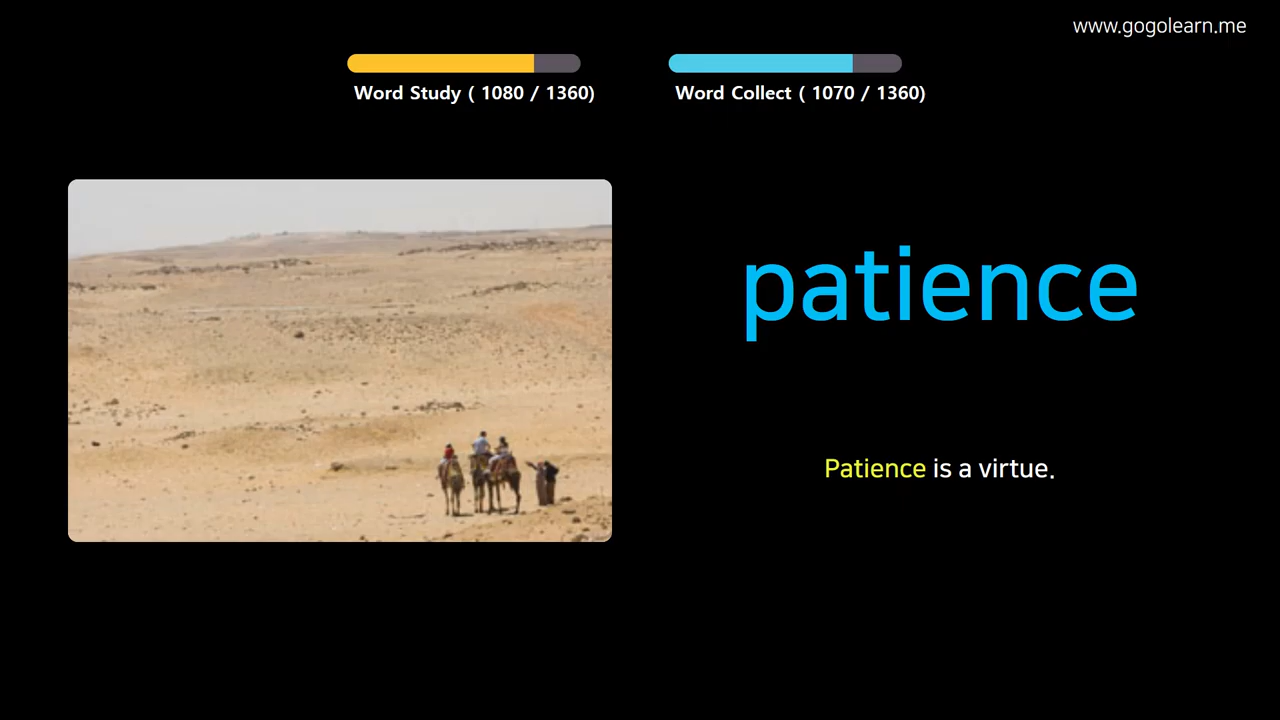 www.gogolearn.me
Word Study ( 1080 / 1360)
Word Collect ( 1070 / 1360)
patience
Patience is a virtue.